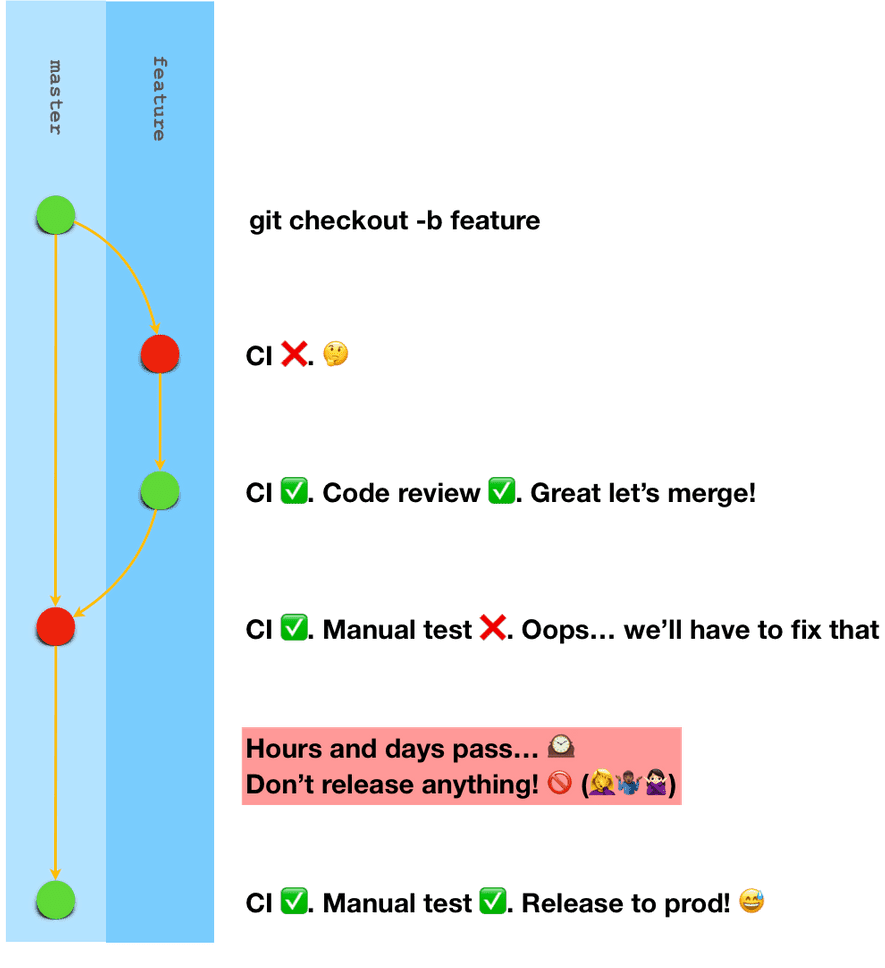 master
feature
git checkout -b feature
CI ❌. 🤔
CI ✅. Code review ✅. Great let’s merge!
CI ✅. Manual test ❌. Oops… we’ll have to fix that
Hours and days pass… 🕰️
Don’t release anything! 🚫 (🤦‍♀️🤷🏾‍♂️🙅🏻‍♀️)
CI ✅. Manual test ✅. Release to prod! 😅